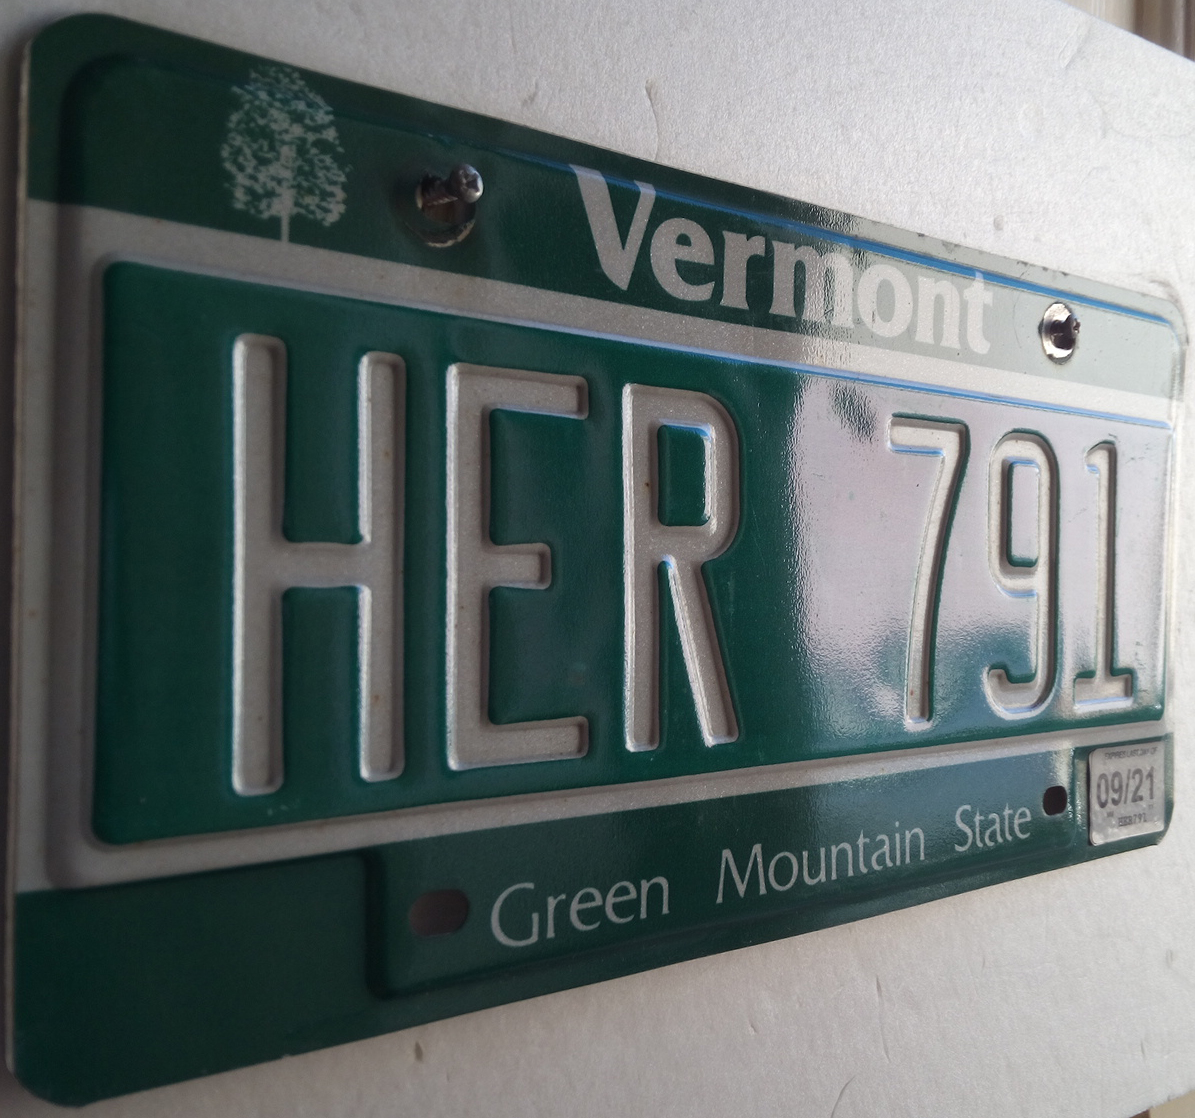 Vermont
HER 791
09/21
Green Mountain State